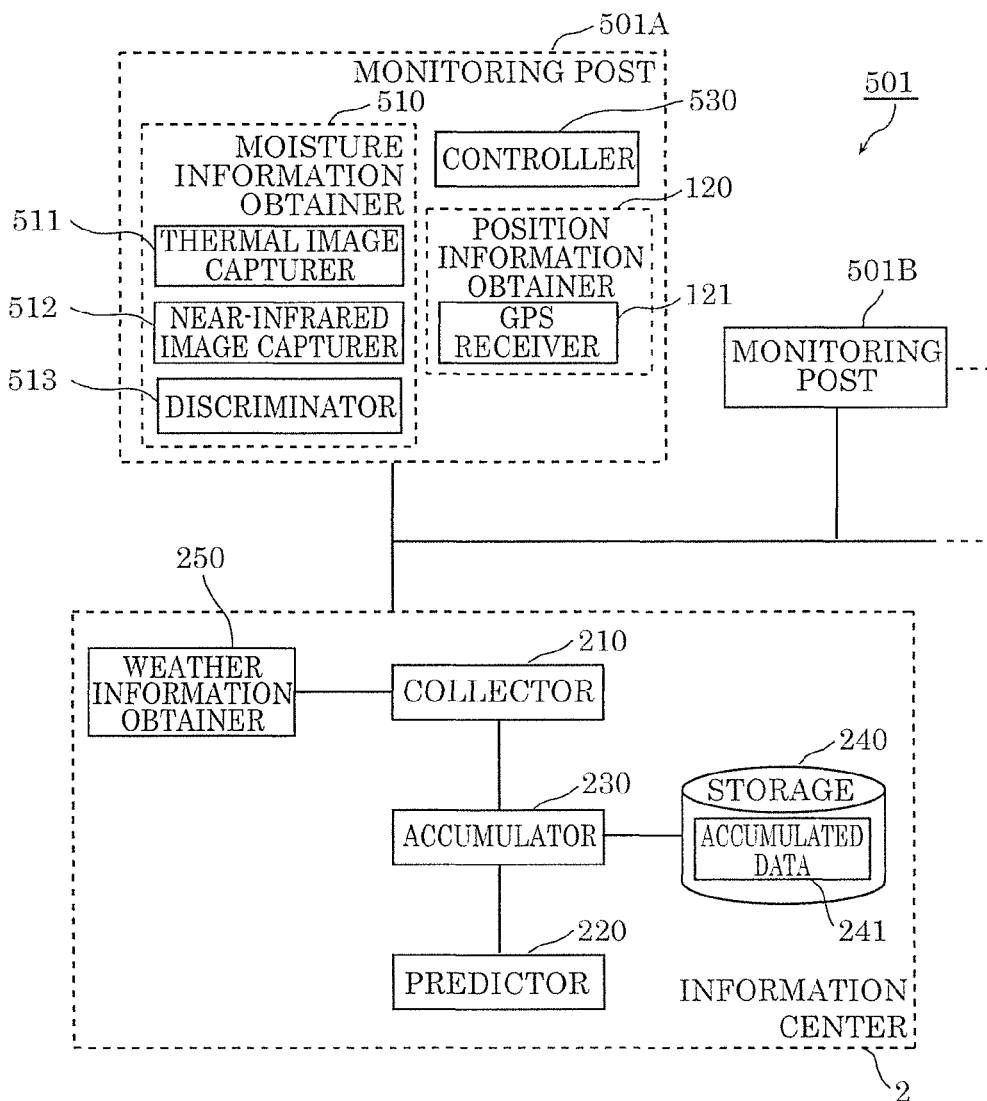 501A
MONITORING POST
501
510
530
MOISTURE
INFORMATION
OBTAINER
CONTROLLER
120
511
THERMAL IMAGE
CAPTURER
POSITION
INFORMATION
OBTAINER
501B
512
NEAR-INFRARED
IMAGE CAPTURER
121
GPS
RECEIVER
MONITORING
POST
513
DISCRIMINATOR
250
210
WEATHER
INFORMATION
OBTAINER
COLLECTOR
240
230
STORAGE
ACCUMULATOR
ACCUMULATED
DATA
220
241
PREDICTOR
INFORMATION
CENTER
2